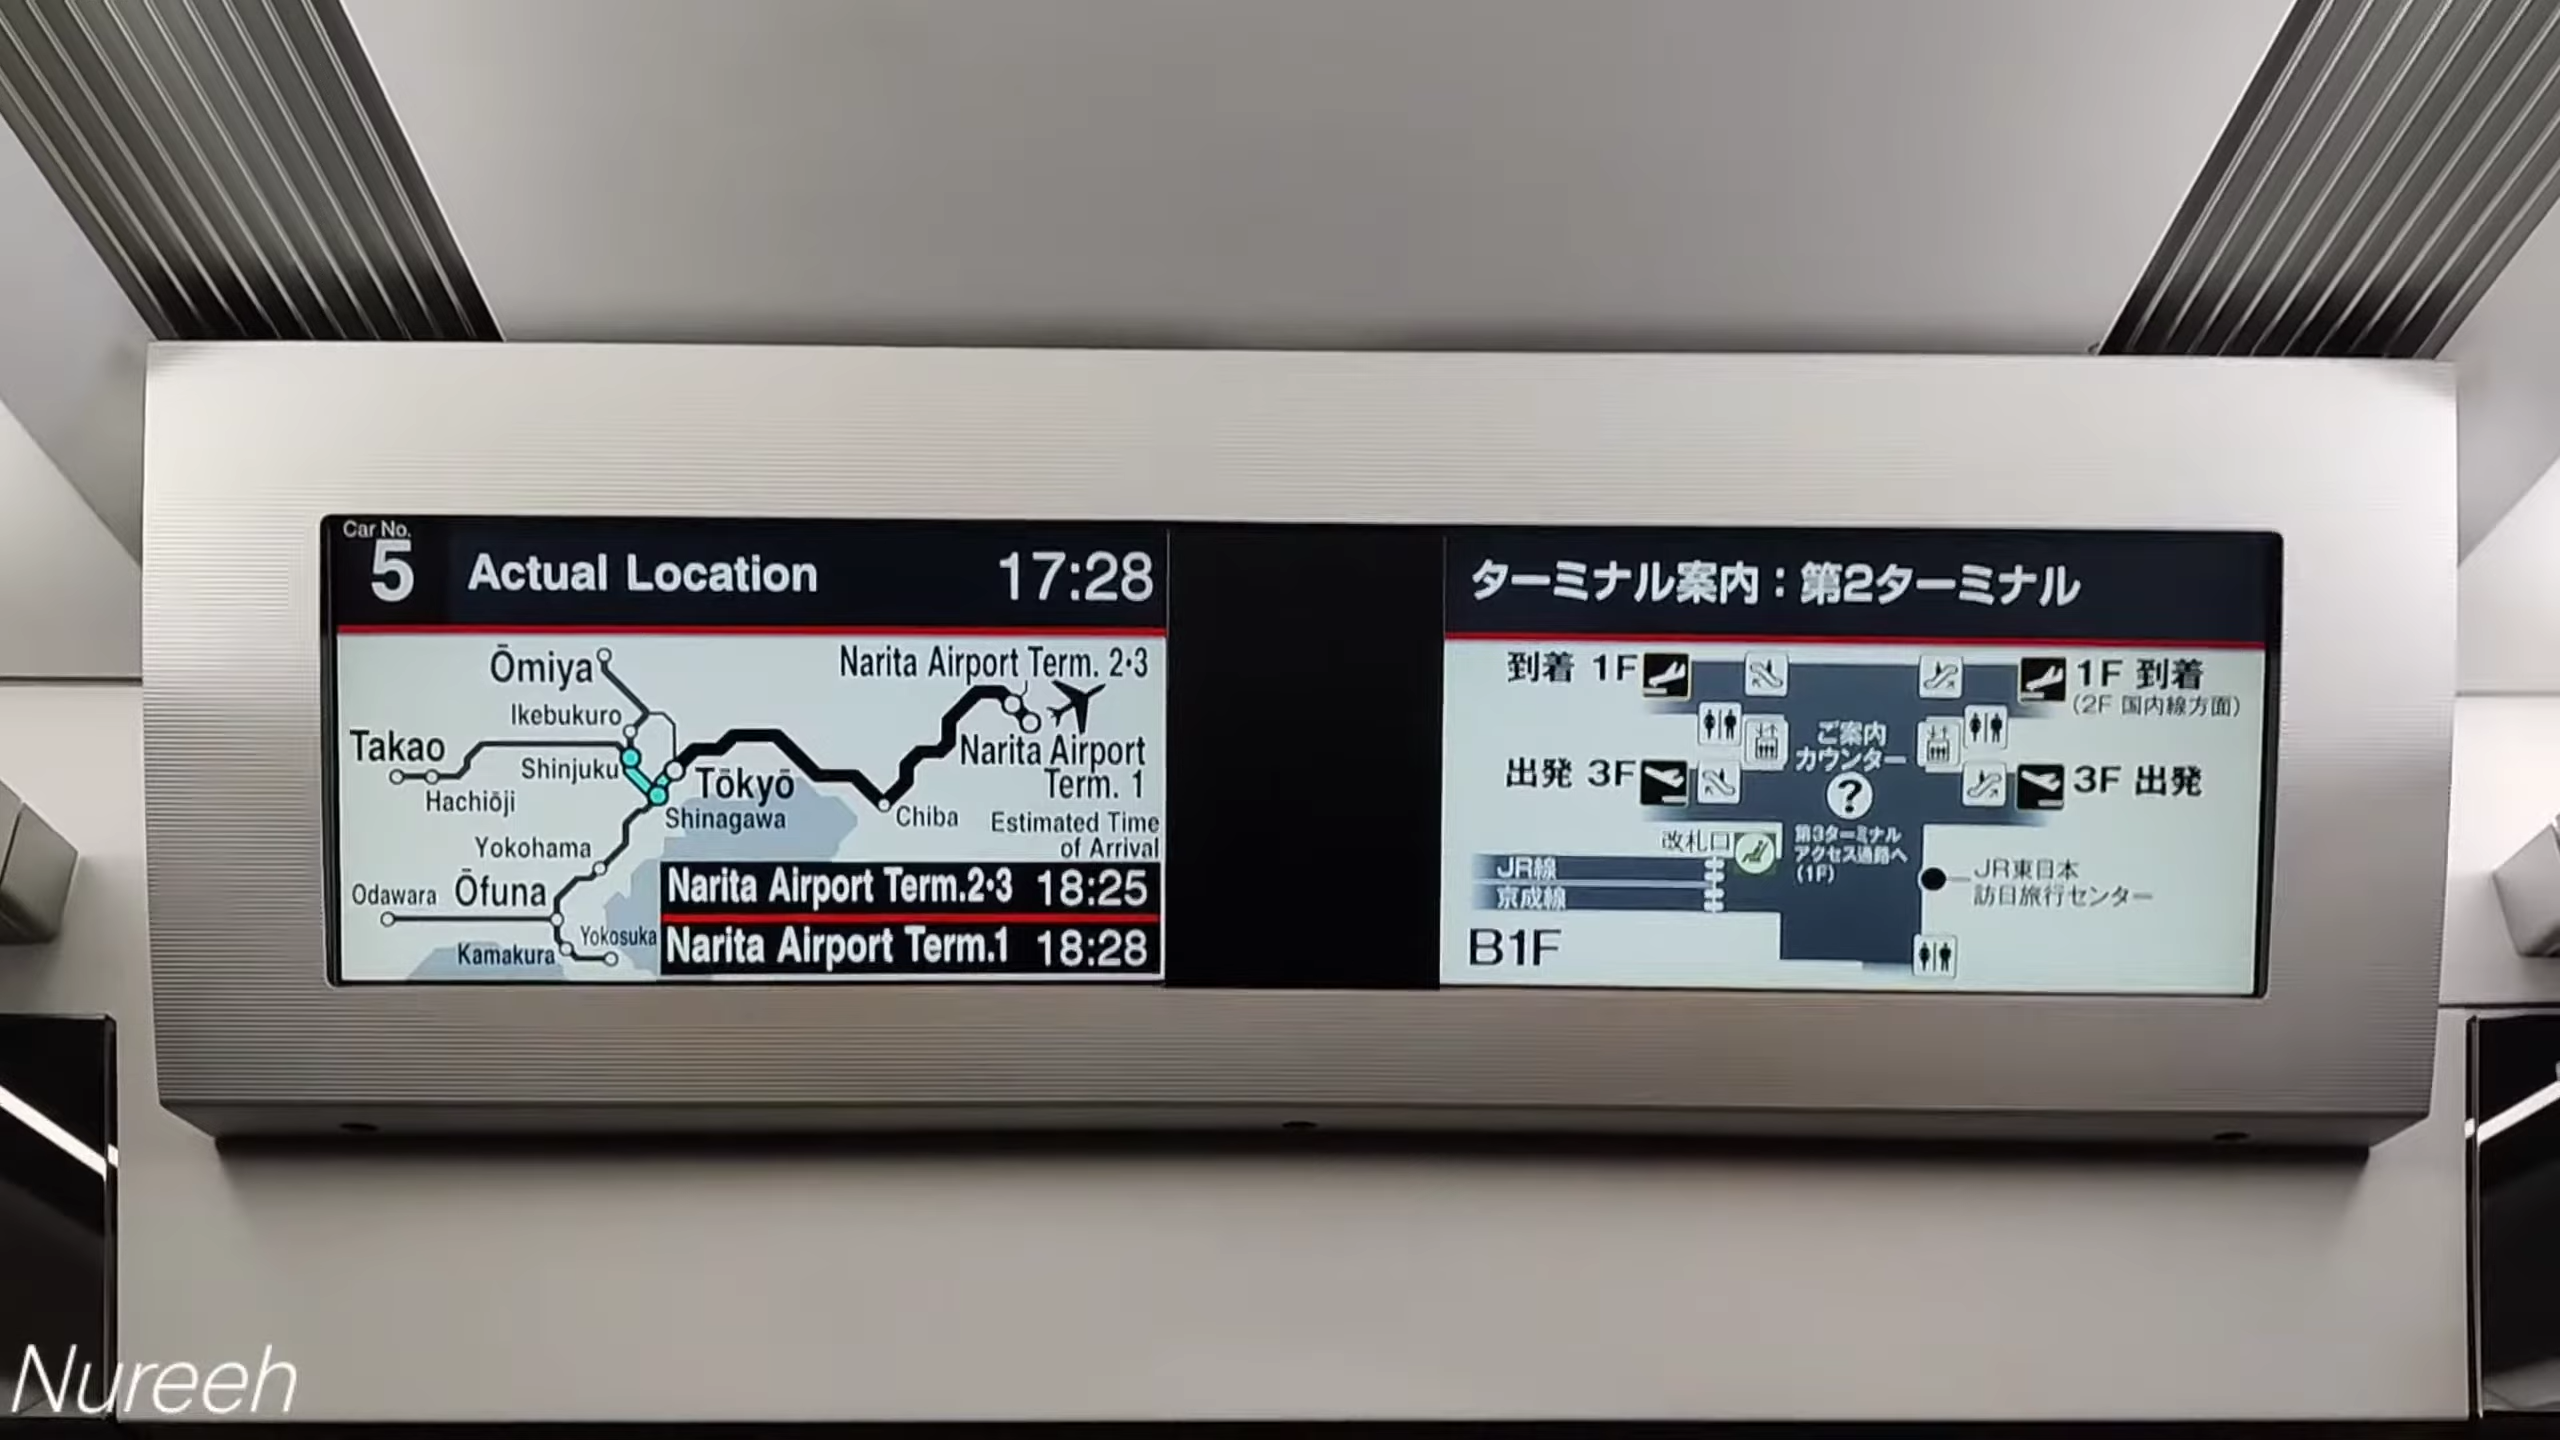 Car No.
5
Actual Location
17:28
Ōmiya
Ikebukuro
Takao
Hachiōji
Shinjuku
Tōkyō
Shinagawa
Yokohama
Odawara
Ōfuna
Kamakura
Yokosuka
Chiba
Narita Airport Term. 2•3
Narita Airport
Term. 1
Estimated Time
of Arrival
Narita Airport Term.2•3 18:25
Narita Airport Term.1 18:28
ターミナル案内：第2ターミナル
到着 1F
1F 到着
(2F 国内線方面)
ご案内
カウンター
?
出発 3F
3F 出発
改札口
第3ターミナル
アクセス通路へ
(1F)
JR線
京成線
JR東日本
訪日旅行センター
B1F
Nureeh